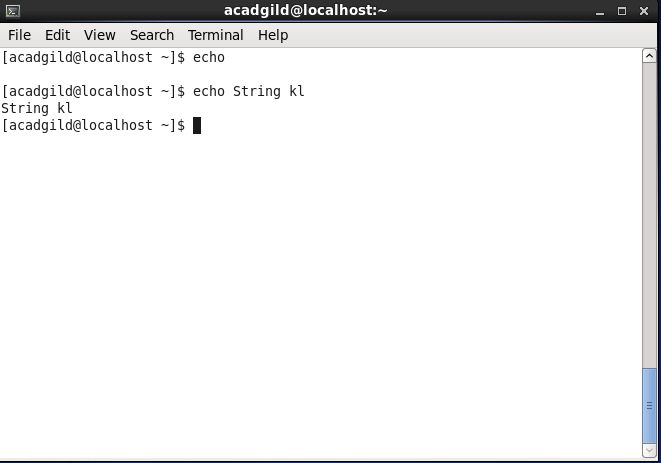 acadgild@localhost:~
File Edit View Search Terminal Help
[acadgild@localhost ~]$ echo

[acadgild@localhost ~]$ echo String kl
String kl
[acadgild@localhost ~]$